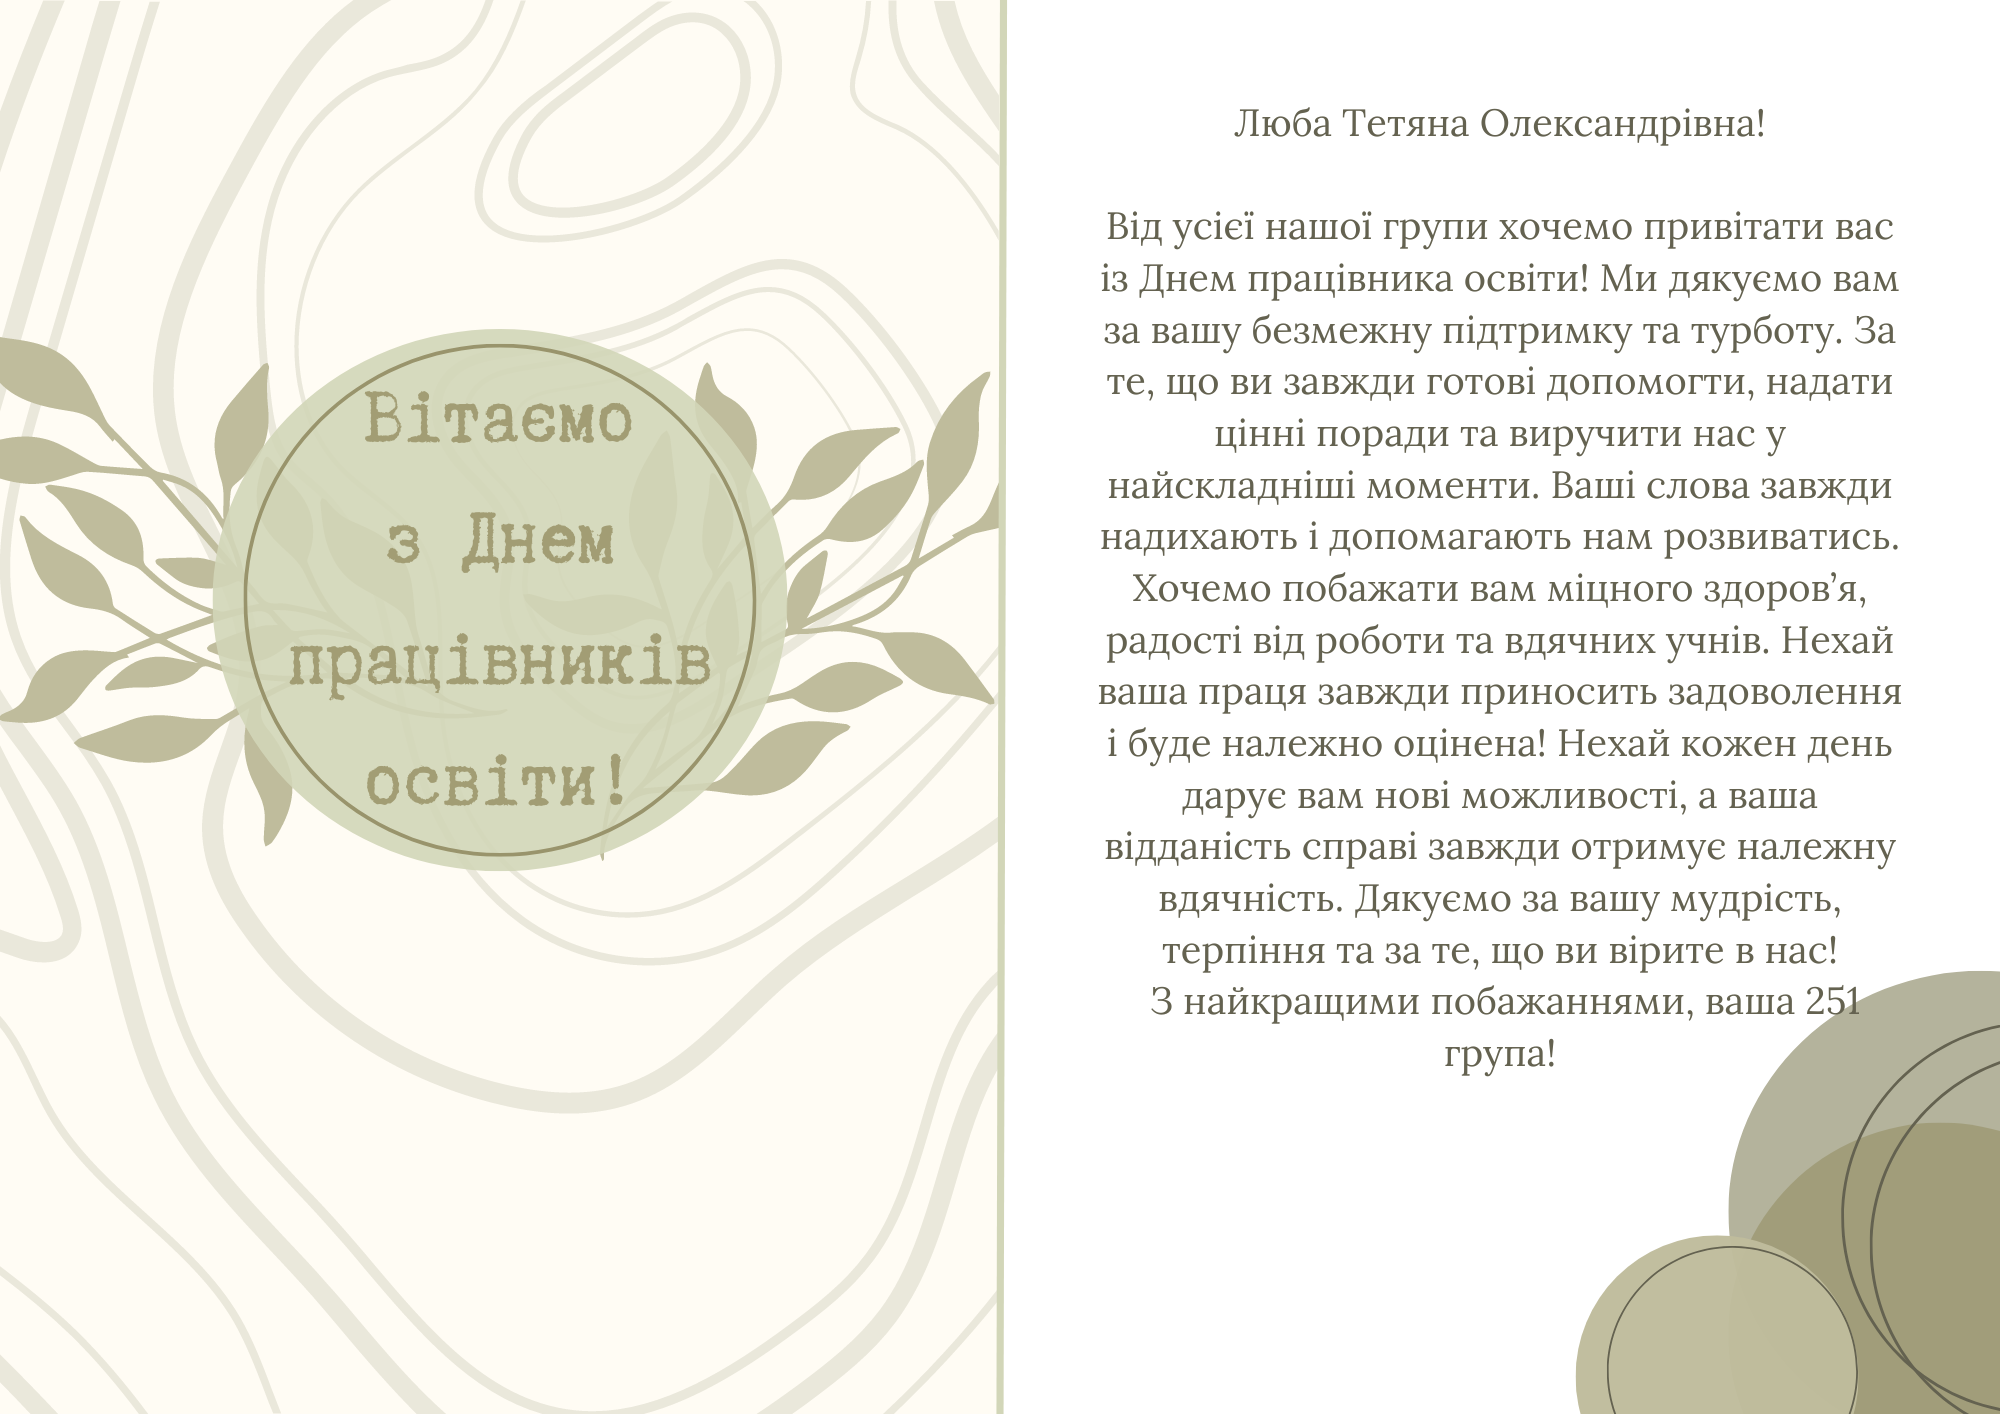 Вітаємо
з Днем
працівників
освіти!
Люба Тетяна Олександрівна!
Від усієї нашої групи хочемо привітати вас
із Днем працівника освіти! Ми дякуємо вам
за вашу безмежну підтримку та турботу. За
те, що ви завжди готові допомогти, надати
цінні поради та виручити нас у
найскладніші моменти. Ваші слова завжди
надихають і допомагають нам розвиватись.
Хочемо побажати вам міцного здоров’я,
радості від роботи та вдячних учнів. Нехай
ваша праця завжди приносить задоволення
і буде належно оцінена! Нехай кожен день
дарує вам нові можливості, а ваша
відданість справі завжди отримує належну
вдячність. Дякуємо за вашу мудрість,
терпіння та за те, що ви вірите в нас!
З найкращими побажаннями, ваша 251
група!